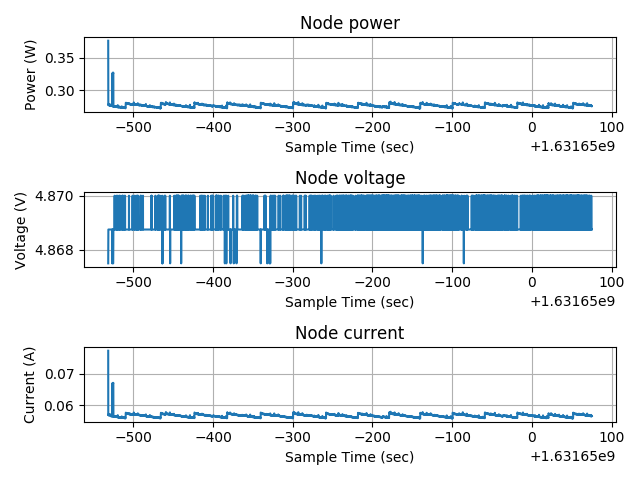 Node power
Power (W)
0.35
0.30
−500 −400 −300 −200 −100 0 100
Sample Time (sec)
+1.63165e9
Node voltage
Voltage (V)
4.870
4.868
−500 −400 −300 −200 −100 0 100
Sample Time (sec)
+1.63165e9
Node current
Current (A)
0.07
0.06
−500 −400 −300 −200 −100 0 100
Sample Time (sec)
+1.63165e9